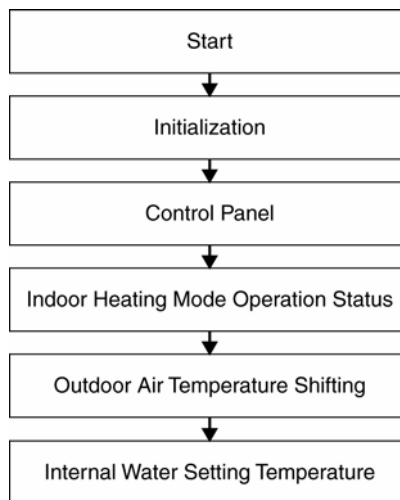 Start
Initialization
Control Panel
Indoor Heating Mode Operation Status
Outdoor Air Temperature Shifting
Internal Water Setting Temperature